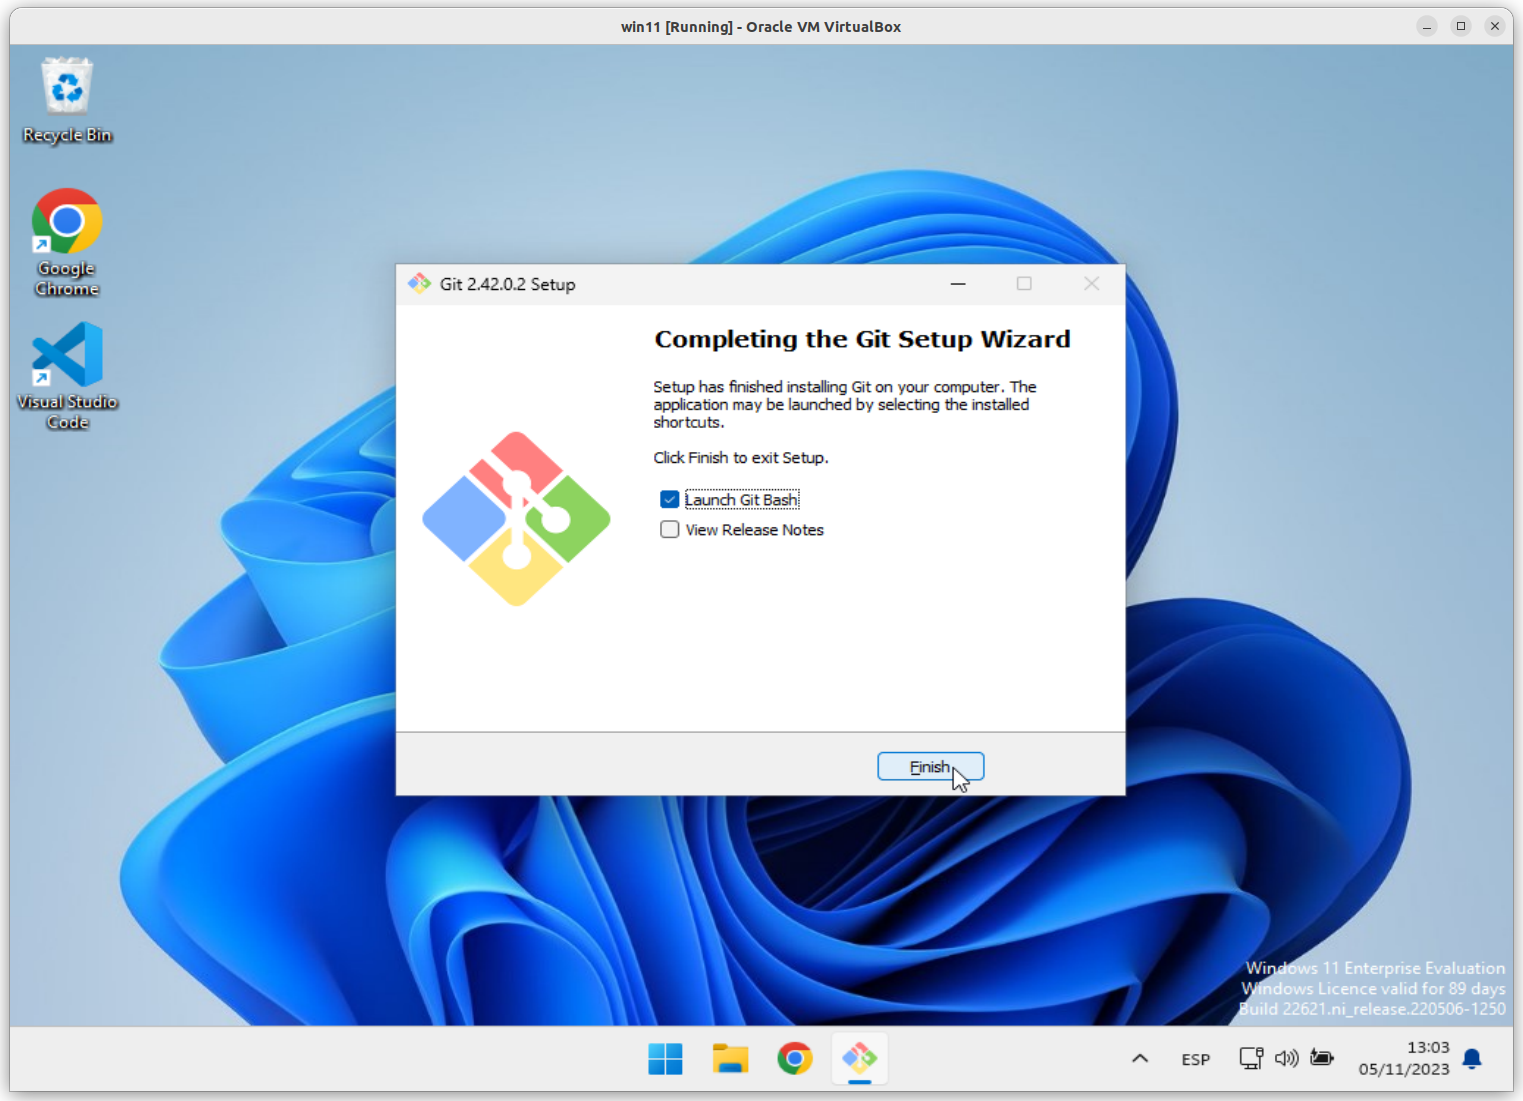 win11 [Running] - Oracle VM VirtualBox
Recycle Bin
Google
Chrome
Visual Studio
Code
Git 2.42.0.2 Setup
Completing the Git Setup Wizard
Setup has finished installing Git on your computer. The
application may be launched by selecting the installed
shortcuts.
Click Finish to exit Setup.
Launch Git Bash
View Release Notes
Finish
Windows 11 Enterprise Evaluation
Windows Licence valid for 89 days
Build 22621.ni_release.220506-1250
ESP
13:03
05/11/2023